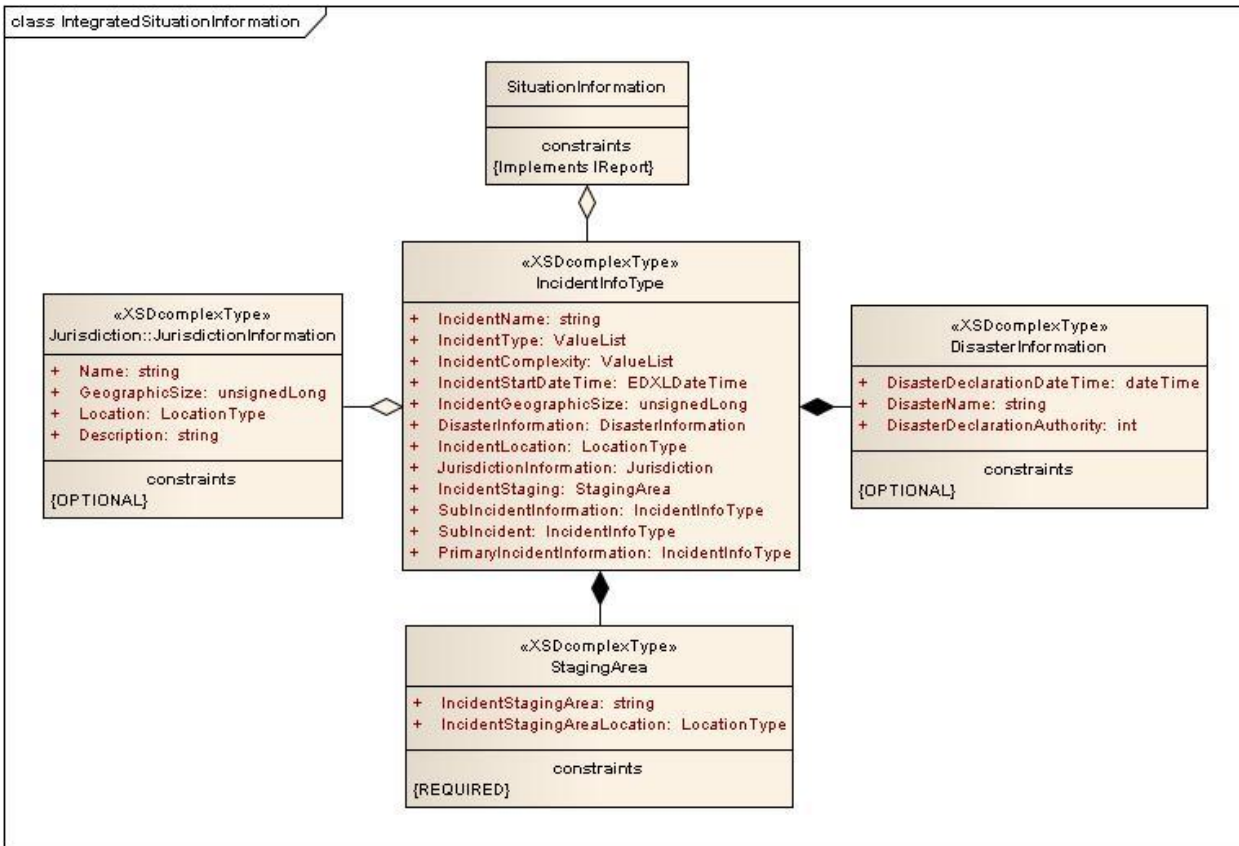 class IntegratedSituationInformation
SituationInformation
constraints
{Implements IReport}
«XSDcomplexType»
IncidentInfoType
+ IncidentName: string
+ IncidentType: ValueList
+ IncidentComplexity: ValueList
+ IncidentStartDateTime: EDXLDateTime
+ IncidentGeographicSize: unsignedLong
+ DisasterInformation: DisasterInformation
+ IncidentLocation: LocationType
+ JurisdictionInformation: Jurisdiction
+ IncidentStaging: StagingArea
+ SubIncidentInformation: IncidentInfoType
+ SubIncident: IncidentInfoType
+ PrimaryIncidentInformation: IncidentInfoType
«XSDcomplexType»
Jurisdiction::JurisdictionInformation
+ Name: string
+ GeographicSize: unsignedLong
+ Location: LocationType
+ Description: string
constraints
{OPTIONAL}
«XSDcomplexType»
DisasterInformation
+ DisasterDeclarationDateTime: dateTime
+ DisasterName: string
+ DisasterDeclarationAuthority: int
constraints
{OPTIONAL}
«XSDcomplexType»
StagingArea
+ IncidentStagingArea: string
+ IncidentStagingAreaLocation: LocationType
constraints
{REQUIRED}